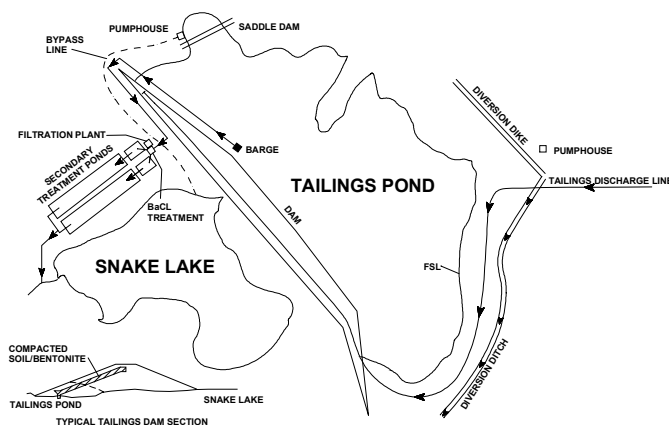 PUMPHOUSE
SADDLE DAM
BYPASS
LINE
DIVERSION DIKE
FILTRATION PLANT
SECONDARY
TREATMENT PONDS
BARGE
PUMPHOUSE
TAILINGS POND
TAILINGS DISCHARGE LINE
BaCL
TREATMENT
DAM
SNAKE LAKE
FSL
COMPACTED
SOIL/BENTONITE
DIVERSION DITCH
TAILINGS POND
SNAKE LAKE
TYPICAL TAILINGS DAM SECTION